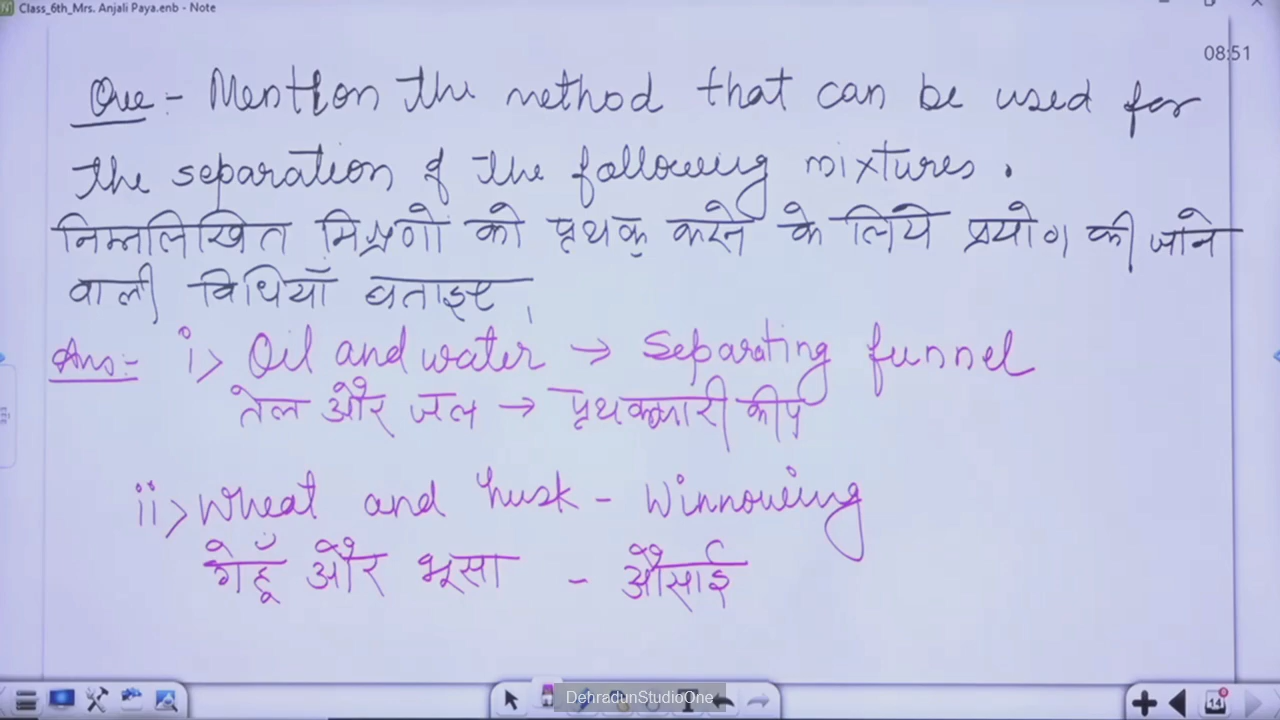 Class_6th_Mrs. Anjali Paya.enb - Note
08:51
Que - Mention the method that can be used for
the separation of the following mixtures.
निम्नलिखित मिश्रणो को पृथक् करने के लिये प्रयोग की जाने
वाली विधियाँ बताइए।
Ans:- i> Oil and water → Separating funnel
तेल और जल → पृथक्कारी कीप
ii> Wheat and husk - Winnowing
गेहूँ और भूसा - औसाई
DehradunStudioOne
14